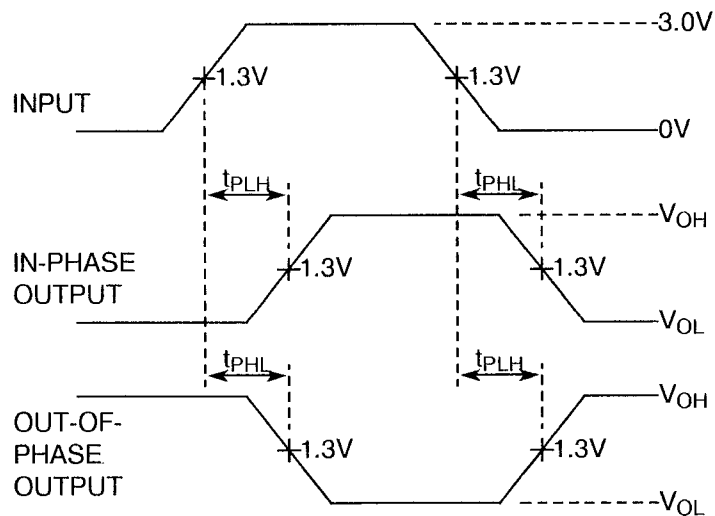 3.0V
1.3V 1.3V
INPUT
0V
tPLH tPHL
VOH
IN-PHASE
OUTPUT
1.3V 1.3V
VOL
tPHL tPLH
VOH
OUT-OF-
PHASE
OUTPUT
1.3V 1.3V
VOL